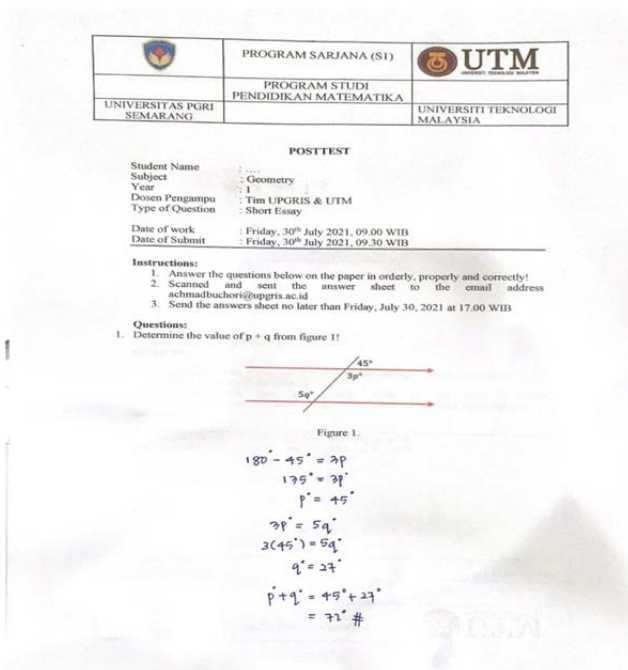 PROGRAM SARJANA (S1)
UTM
UNIVERSITI TEKNOLOGI MALAYSIA
PROGRAM STUDI
PENDIDIKAN MATEMATIKA
UNIVERSITAS PGRI
SEMARANG
UNIVERSITI TEKNOLOGI
MALAYSIA
POSTTEST
Student Name : ....
Subject : Geometry
Year : 1
Dosen Pengampu : Tim UPGRIS & UTM
Type of Question : Short Essay
Date of work : Friday, 30th July 2021, 09.00 WIB
Date of Submit : Friday, 30th July 2021, 09.30 WIB
Instructions:
1. Answer the questions below on the paper in orderly, properly and correctly!
2. Scanned and sent the answer sheet to the email address
achmadbuchori@upgris.ac.id
3. Send the answers sheet no later than Friday, July 30, 2021 at 17.00 WIB
Questions:
1. Determine the value of p + q from figure 1!
45°
3p°
5q°
Figure 1.
180° - 45° = 3p
135° = 3p°
p° = 45°
3p° = 5q°
3(45°) = 5q°
q° = 27°
p°+q° = 45°+27°
= 72° #